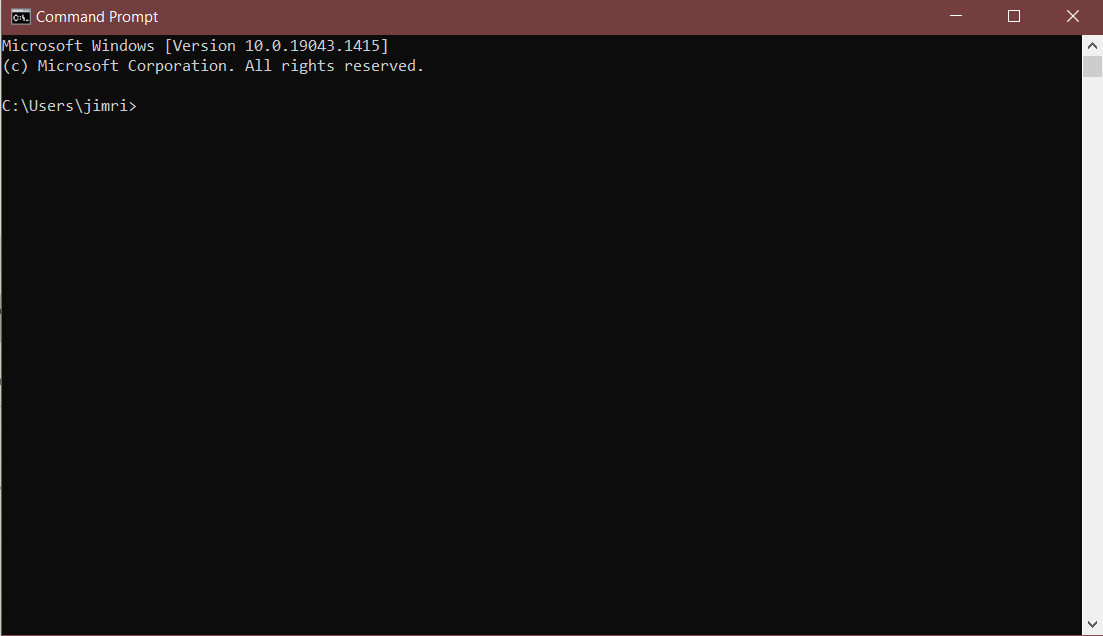 Command Prompt
Microsoft Windows [Version 10.0.19043.1415]
(c) Microsoft Corporation. All rights reserved.
C:\Users\jimri>